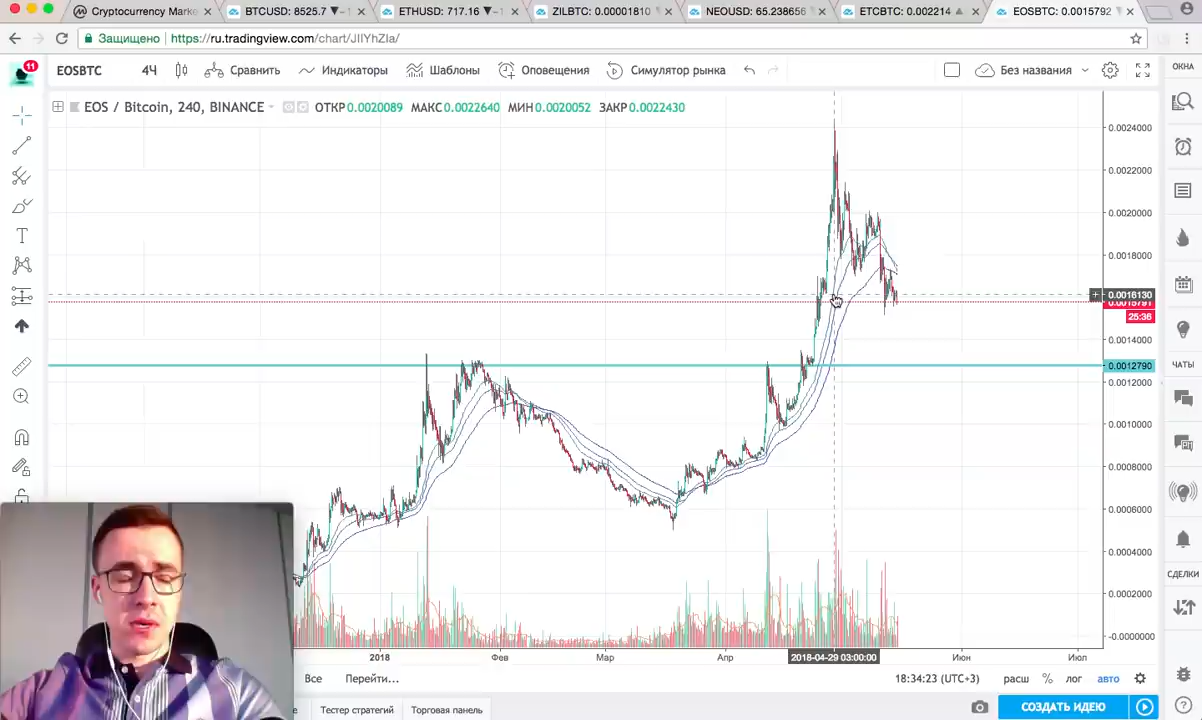 Cryptocurrency Marke
BTCUSD: 8525.7 ▼
ETHUSD: 717.16 ▼
ZILBTC: 0.00001810
NEOUSD: 65.238656
ETCBTC: 0.002214 ▲
EOSBTC: 0.0015792
Защищено
https://ru.tradingview.com/chart/JIIYhZIa/
11
EOSBTC
4Ч
Сравнить
Индикаторы
Шаблоны
Оповещения
Симулятор рынка
Без названия
ОКНА
EOS / Bitcoin, 240, BINANCE
ОТКР 0.0020089 МАКС 0.0022640 МИН 0.0020052 ЗАКР 0.0022430
0.0024000
0.0022000
0.0020000
0.0018000
0.0016130
0.0015791
25:36
0.0014000
0.0012790
0.0012000
0.0010000
0.0008000
0.0006000
0.0004000
0.0002000
-0.0000000
ЧАТЫ
СДЕЛКИ
2018
Фев
Мар
Апр
2018-04-29 03:00:00
Июн
Июл
Все
Перейти...
18:34:23 (UTC+3)
расш
%
лог
авто
Тестер стратегий
Торговая панель
СОЗДАТЬ ИДЕЮ